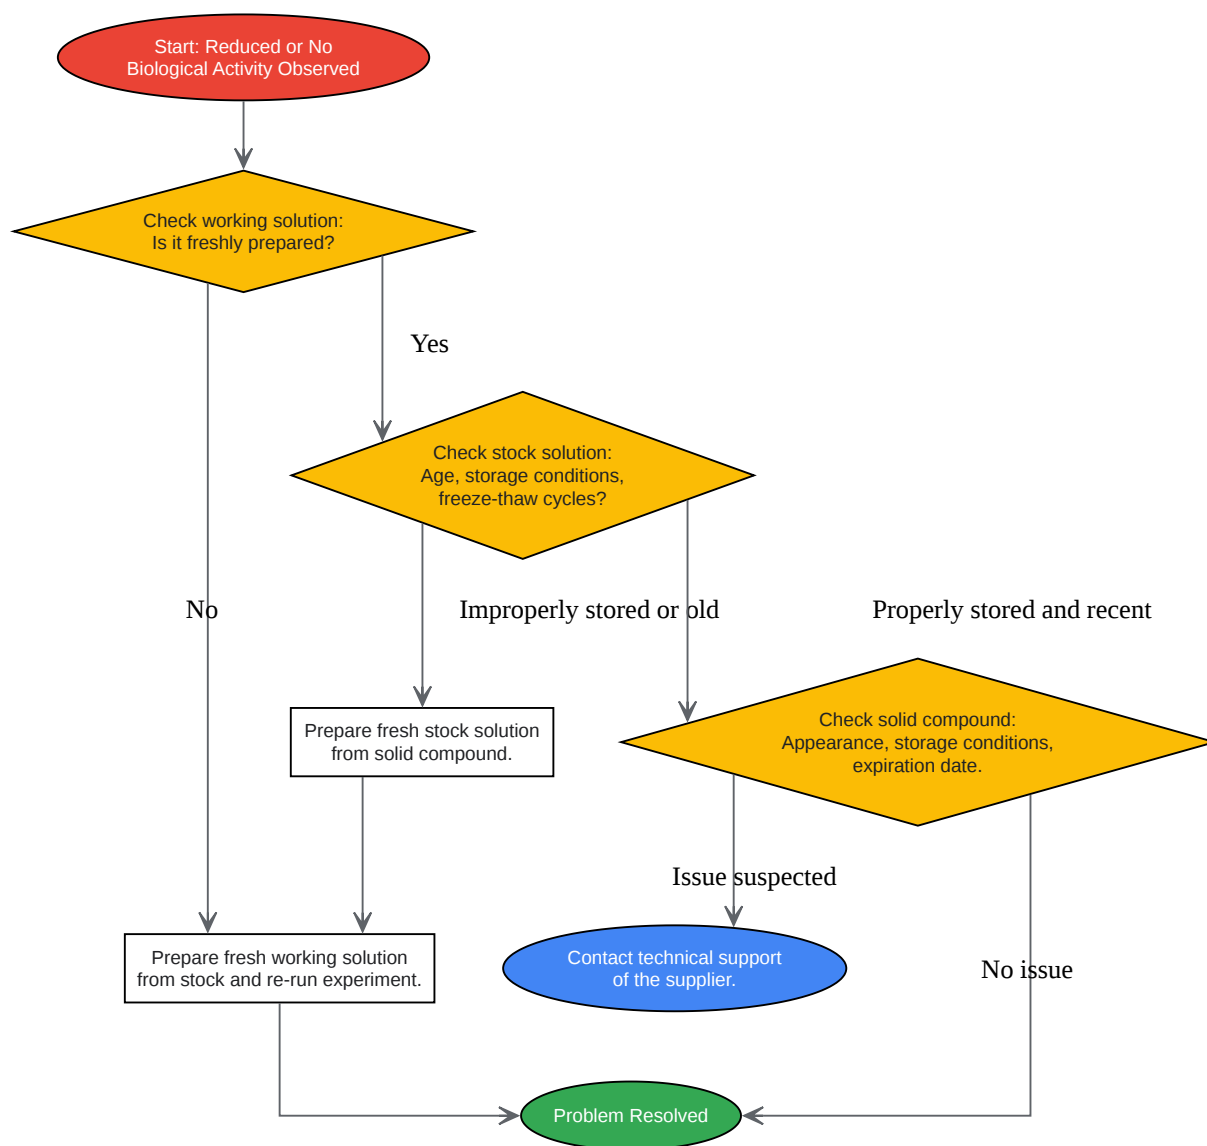 Start: Reduced or No
Biological Activity Observed
Check working solution:
Is it freshly prepared?
Yes
Check stock solution:
Age, storage conditions,
freeze-thaw cycles?
No
Improperly stored or old
Properly stored and recent
Prepare fresh stock solution
from solid compound.
Check solid compound:
Appearance, storage conditions,
expiration date.
Issue suspected
Prepare fresh working solution
from stock and re-run experiment.
Contact technical support
of the supplier.
No issue
Problem Resolved